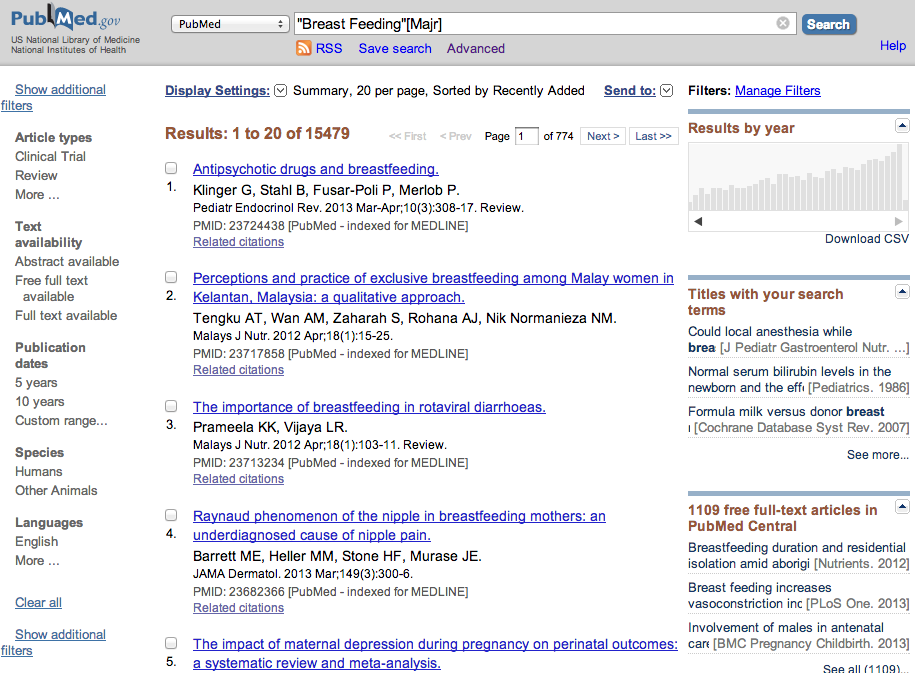 PubMed.gov
US National Library of Medicine
National Institutes of Health
PubMed
"Breast Feeding"[Majr]
Search
RSS Save search Advanced
Help
Show additional
filters
Article types
Clinical Trial
Review
More ...
Text
availability
Abstract available
Free full text
available
Full text available
Publication
dates
5 years
10 years
Custom range...
Species
Humans
Other Animals
Languages
English
More ...
Clear all
Show additional
filters
Display Settings: Summary, 20 per page, Sorted by Recently Added Send to:
Results: 1 to 20 of 15479
<< First < Prev Page 1 of 774 Next > Last >>
1. Antipsychotic drugs and breastfeeding.
Klinger G, Stahl B, Fusar-Poli P, Merlob P.
Pediatr Endocrinol Rev. 2013 Mar-Apr;10(3):308-17. Review.
PMID: 23724438 [PubMed - indexed for MEDLINE]
Related citations
2. Perceptions and practice of exclusive breastfeeding among Malay women in
Kelantan, Malaysia: a qualitative approach.
Tengku AT, Wan AM, Zaharah S, Rohana AJ, Nik Normanieza NM.
Malays J Nutr. 2012 Apr;18(1):15-25.
PMID: 23717858 [PubMed - indexed for MEDLINE]
Related citations
3. The importance of breastfeeding in rotaviral diarrhoeas.
Prameela KK, Vijaya LR.
Malays J Nutr. 2012 Apr;18(1):103-11. Review.
PMID: 23713234 [PubMed - indexed for MEDLINE]
Related citations
4. Raynaud phenomenon of the nipple in breastfeeding mothers: an
underdiagnosed cause of nipple pain.
Barrett ME, Heller MM, Stone HF, Murase JE.
JAMA Dermatol. 2013 Mar;149(3):300-6.
PMID: 23682366 [PubMed - indexed for MEDLINE]
Related citations
5. The impact of maternal depression during pregnancy on perinatal outcomes:
a systematic review and meta-analysis.
Filters: Manage Filters
Results by year
Download CSV
Titles with your search
terms
Could local anesthesia while
brea [J Pediatr Gastroenterol Nutr. ...]
Normal serum bilirubin levels in the
newborn and the effe [Pediatrics. 1986]
Formula milk versus donor breast
[Cochrane Database Syst Rev. 2007]
See more...
1109 free full-text articles in
PubMed Central
Breastfeeding duration and residential
isolation amid aborigi [Nutrients. 2012]
Breast feeding increases
vasoconstriction inc [PLoS One. 2013]
Involvement of males in antenatal
care [BMC Pregnancy Childbirth. 2013]
See all (1109)...